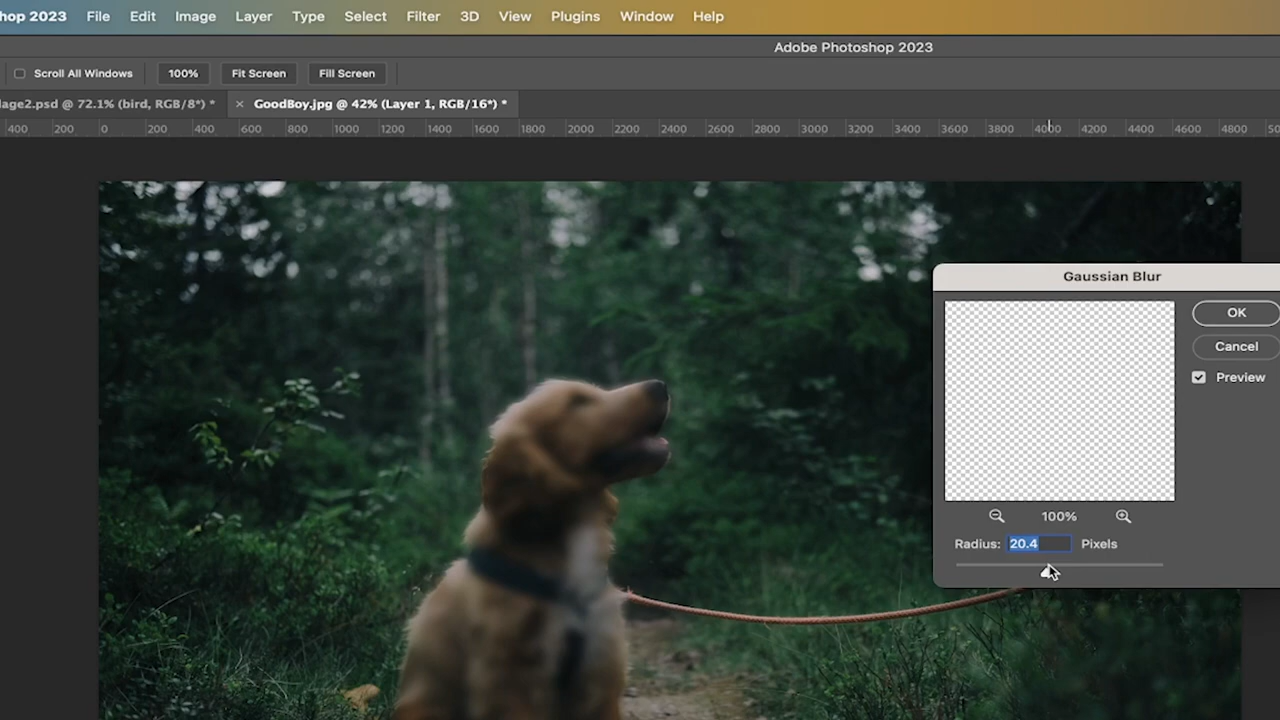 hop 2023 File Edit Image Layer Type Select Filter 3D View Plugins Window Help
Adobe Photoshop 2023
Scroll All Windows 100% Fit Screen Fill Screen
lage2.psd @ 72.1% (bird, RGB/8*) * × GoodBoy.jpg @ 42% (Layer 1, RGB/16*) *
400 200 0 200 400 600 800 1000 1200 1400 1600 1800 2000 2200 2400 2600 2800 3000 3200 3400 3600 3800 4000 4200 4400 4600 4800 50
Gaussian Blur
OK
Cancel
Preview
100%
Radius: 20.4 Pixels